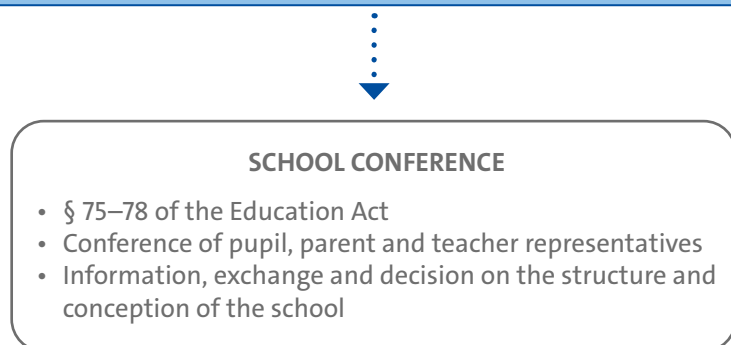 SCHOOL CONFERENCE
• § 75–78 of the Education Act
• Conference of pupil, parent and teacher representatives
• Information, exchange and decision on the structure and
conception of the school